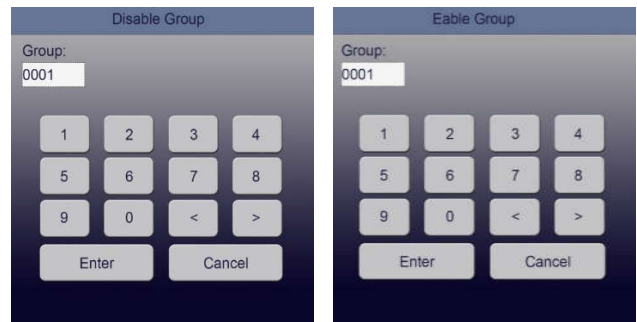 Disable Group
Group:
0001
1 2 3 4
5 6 7 8
9 0 < >
Enter Cancel
Eable Group
Group:
0001
1 2 3 4
5 6 7 8
9 0 < >
Enter Cancel